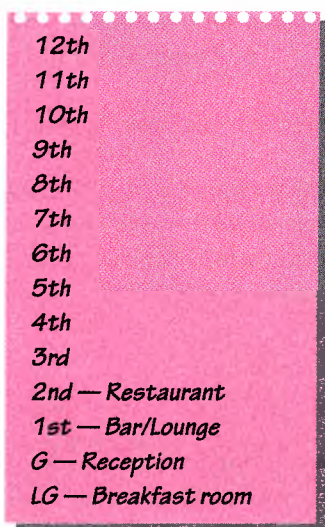 12th
11th
10th
9th
8th
7th
6th
5th
4th
3rd
2nd — Restaurant
1st — Bar/Lounge
G — Reception
LG — Breakfast room